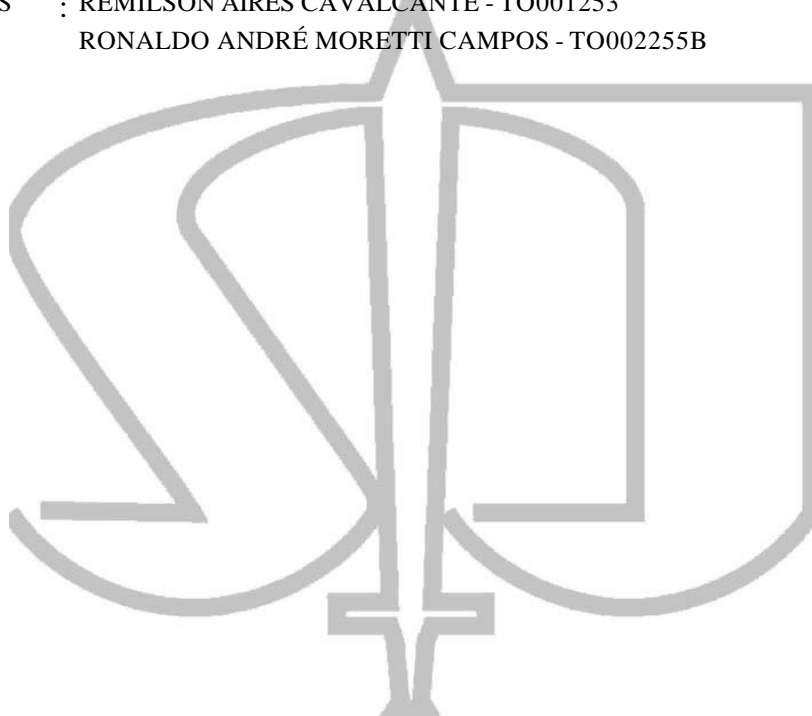 S : REMILSON AIRES CAVALCANTE - TO001253
RONALDO ANDRÉ MORETTI CAMPOS - TO002255B